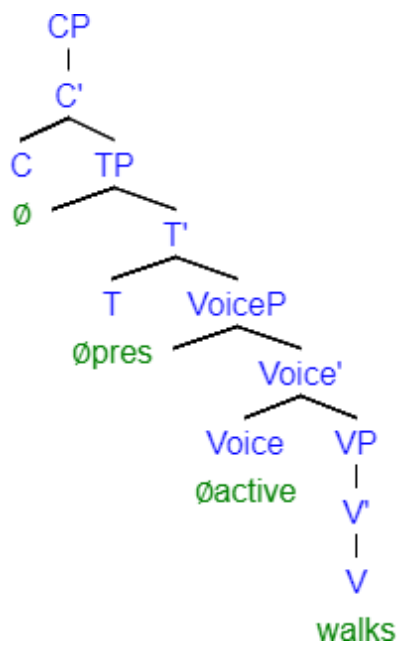 CP
C'
C TP
Ø
T'
T VoiceP
Øpres
Voice'
Voice VP
Øactive
V'
V
walks